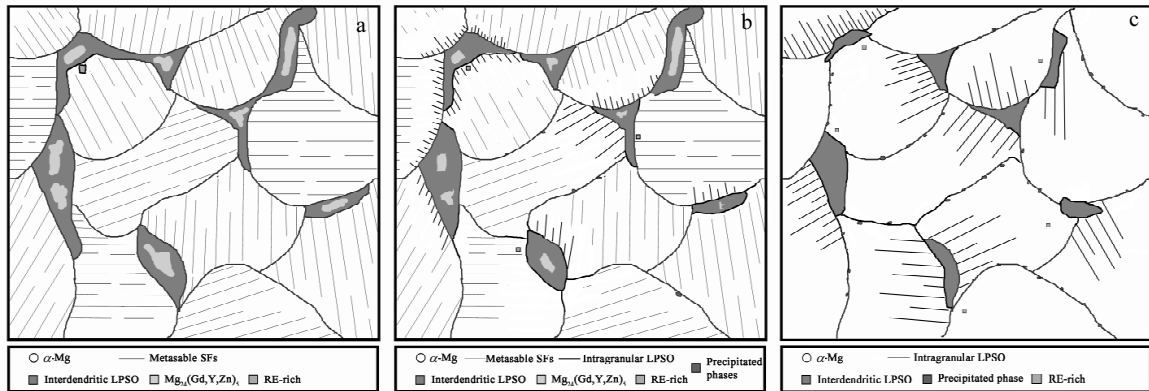 a
b
c
α-Mg Metasable SFs
Interdendritic LPSO Mg24(Gd,Y,Zn)5 RE-rich
α-Mg Metasable SFs Intragranular LPSO Precipitated phases
Interdendritic LPSO Mg24(Gd,Y,Zn)5 RE-rich
α-Mg Intragranular LPSO
Interdendritic LPSO Precipitated phase RE-rich